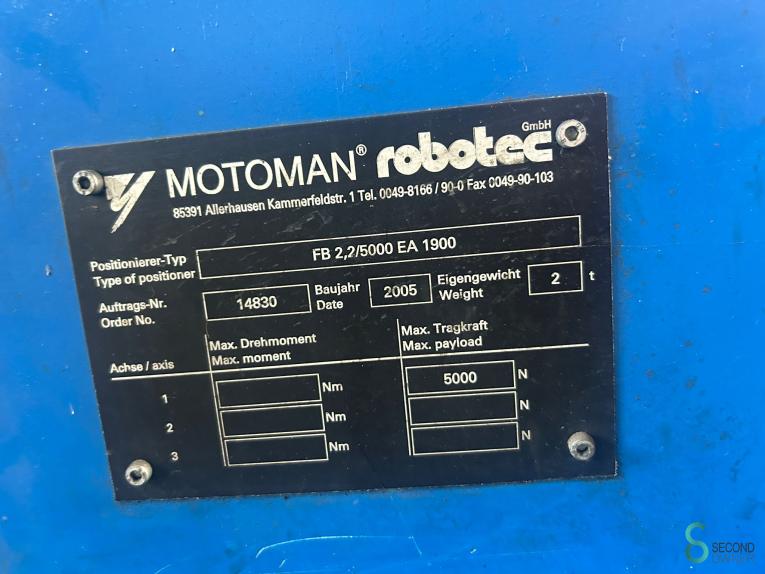 MOTOMAN® robotec GmbH
85391 Allerhausen Kammerfeldstr. 1 Tel. 0049-8166 / 90-0 Fax 0049-90-103
Positionierer-Typ
Type of positioner
FB 2,2/5000 EA 1900
Auftrags-Nr.
Order No.
14830
Baujahr
Date
2005
Eigengewicht
Weight
2 t
Achse / axis
Max. Drehmoment
Max. moment
Max. Tragkraft
Max. payload
1 Nm 5000 N
2 Nm N
3 Nm N
SECOND
OWNER